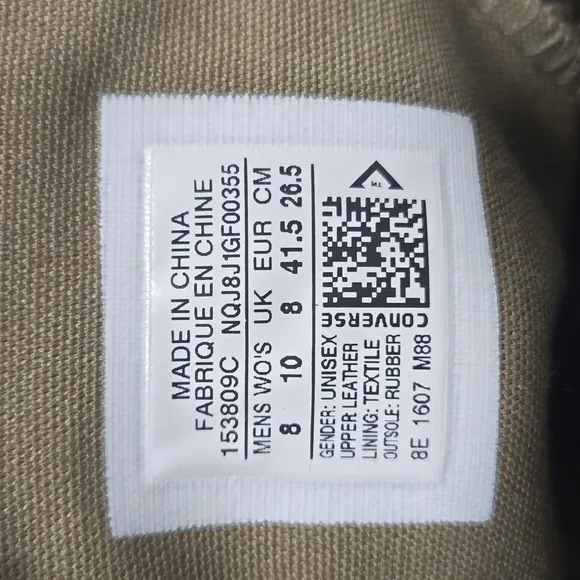 MADE IN CHINA
FABRIQUE EN CHINE
153809C NQJ8J1GF00355
MENS WO'S UK EUR CM
8 10 8 41.5 26.5
TM
CONVERSE
GENDER: UNISEX
UPPER: LEATHER
LINING: TEXTILE
OUTSOLE: RUBBER
8E 1607 M88